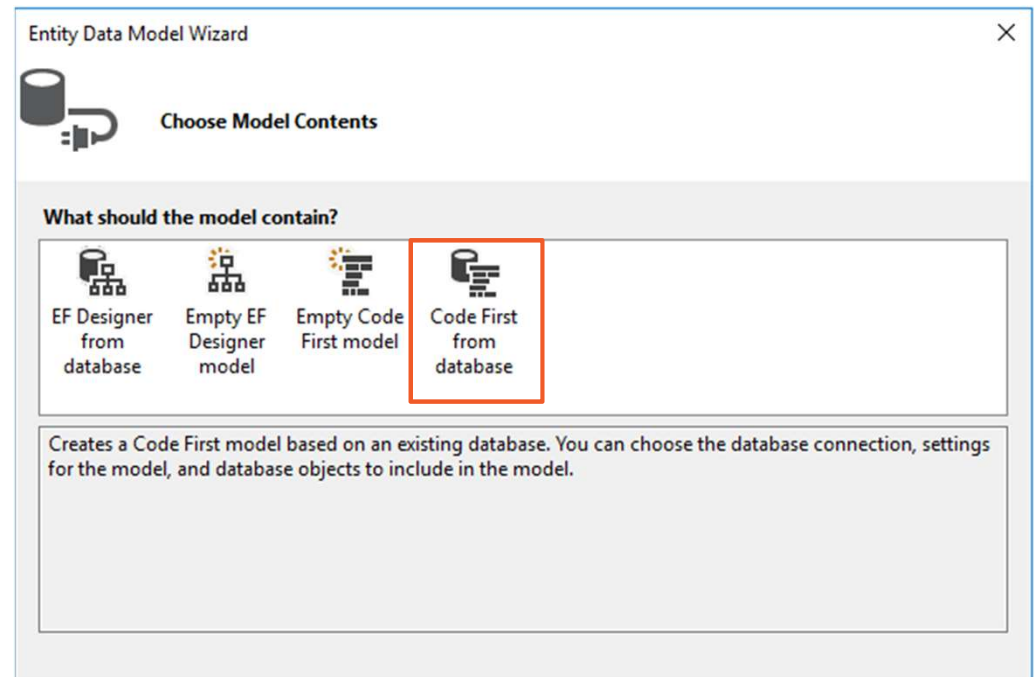 Entity Data Model Wizard
Choose Model Contents
What should the model contain?
EF Designer
from
database
Empty EF
Designer
model
Empty Code
First model
Code First
from
database
Creates a Code First model based on an existing database. You can choose the database connection, settings
for the model, and database objects to include in the model.